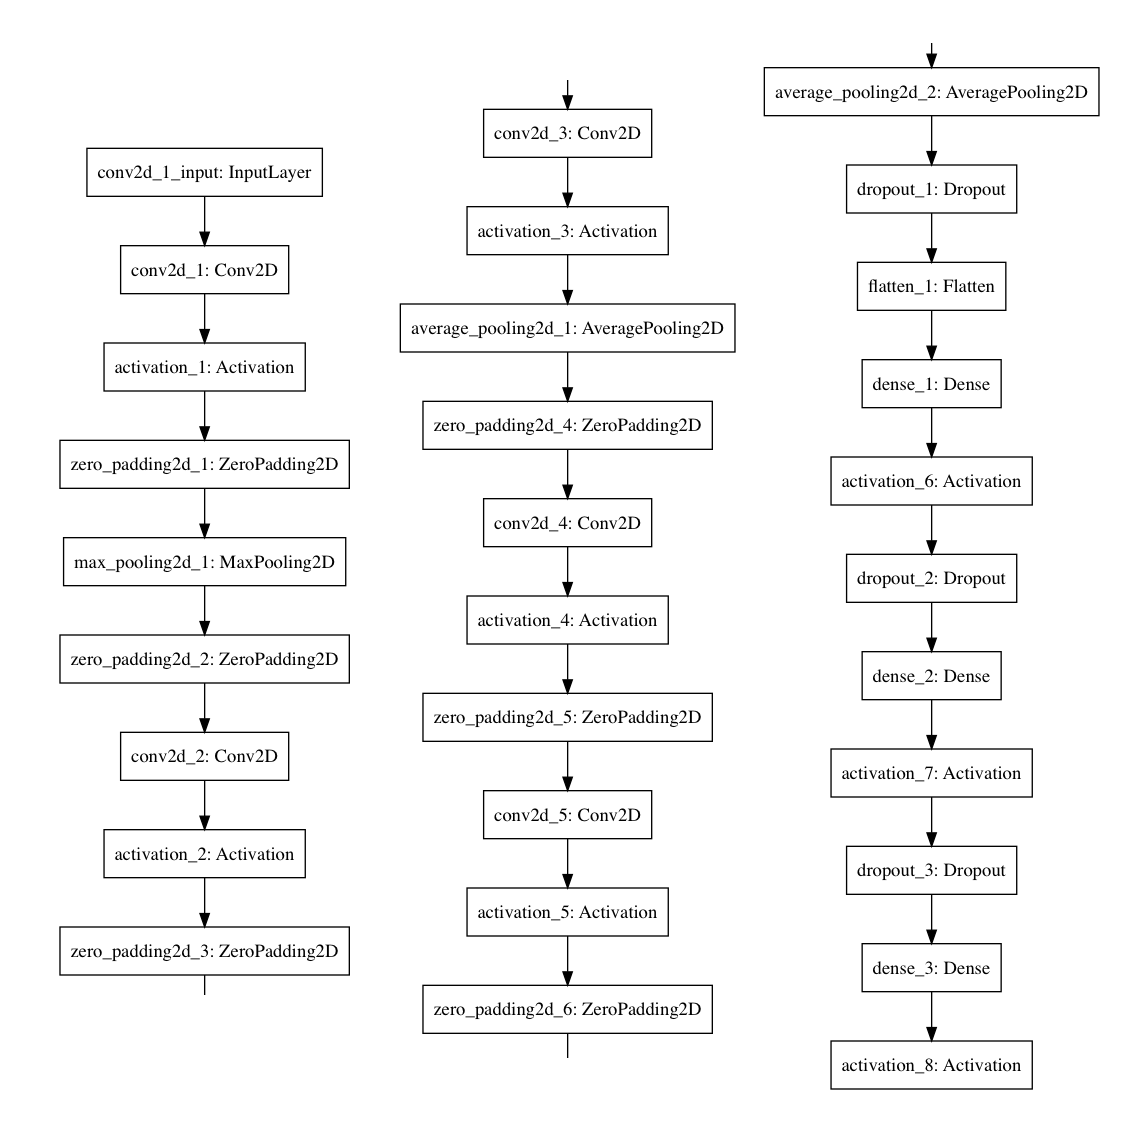 conv2d_1_input: InputLayer
conv2d_1: Conv2D
activation_1: Activation
zero_padding2d_1: ZeroPadding2D
max_pooling2d_1: MaxPooling2D
zero_padding2d_2: ZeroPadding2D
conv2d_2: Conv2D
activation_2: Activation
zero_padding2d_3: ZeroPadding2D
conv2d_3: Conv2D
activation_3: Activation
average_pooling2d_1: AveragePooling2D
zero_padding2d_4: ZeroPadding2D
conv2d_4: Conv2D
activation_4: Activation
zero_padding2d_5: ZeroPadding2D
conv2d_5: Conv2D
activation_5: Activation
zero_padding2d_6: ZeroPadding2D
average_pooling2d_2: AveragePooling2D
dropout_1: Dropout
flatten_1: Flatten
dense_1: Dense
activation_6: Activation
dropout_2: Dropout
dense_2: Dense
activation_7: Activation
dropout_3: Dropout
dense_3: Dense
activation_8: Activation